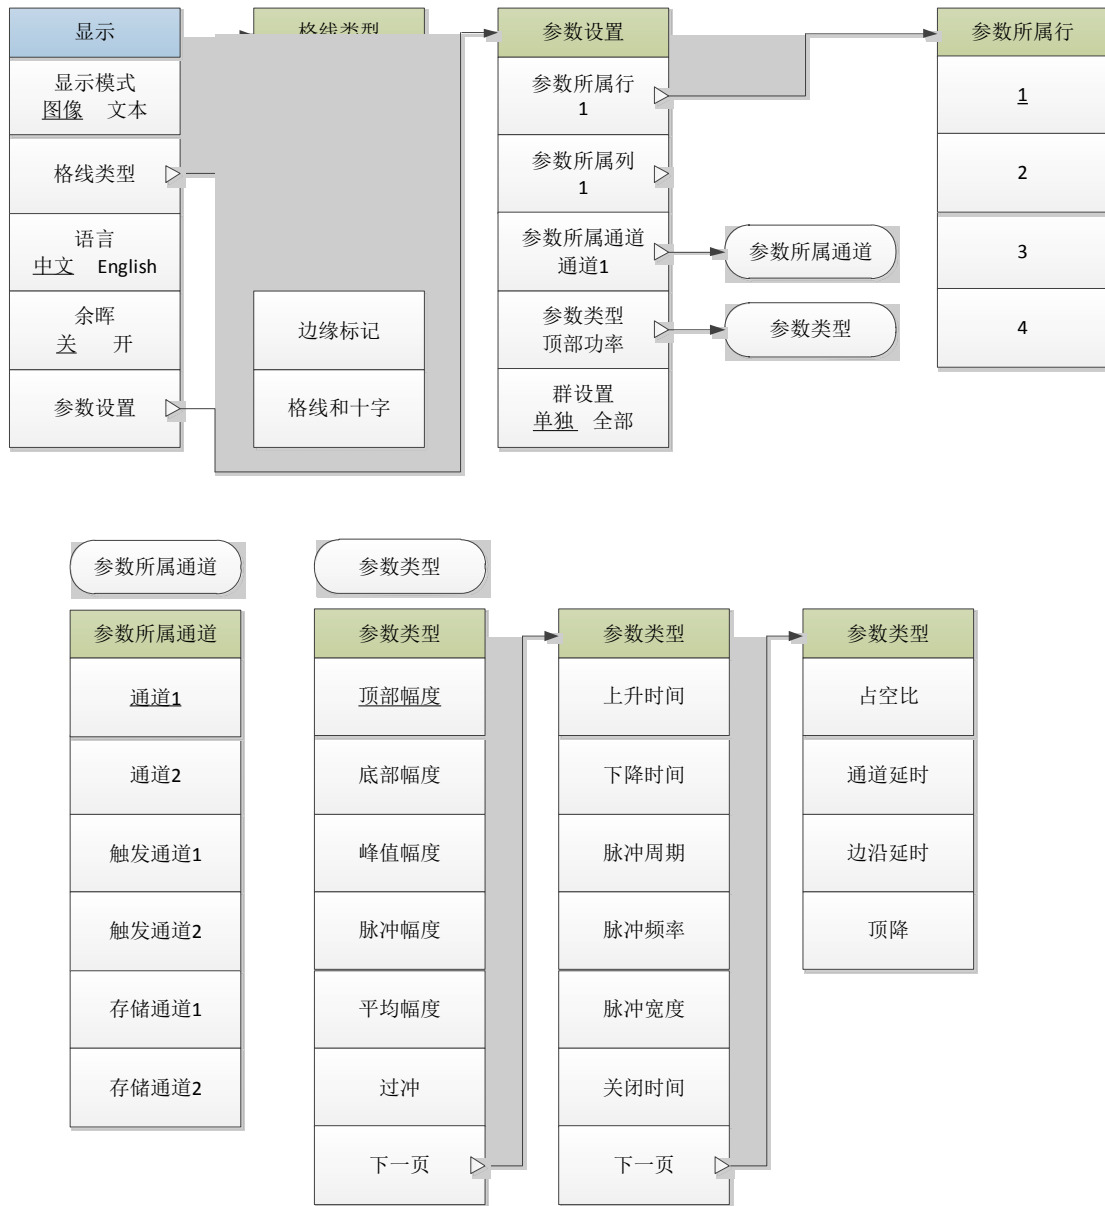 显示
显示模式
图像 文本
格线类型
语言
中文 English
余晖
关 开
参数设置
格线类型
边缘标记
格线和十字
参数设置
参数所属行
1
参数所属列
1
参数所属通道
通道1
参数类型
顶部功率
群设置
单独 全部
参数所属通道
参数类型
参数所属行
1
2
3
4
参数所属通道
参数所属通道
通道1
通道2
触发通道1
触发通道2
存储通道1
存储通道2
参数类型
参数类型
顶部幅度
底部幅度
峰值幅度
脉冲幅度
平均幅度
过冲
下一页
参数类型
上升时间
下降时间
脉冲周期
脉冲频率
脉冲宽度
关闭时间
下一页
参数类型
占空比
通道延时
边沿延时
顶降